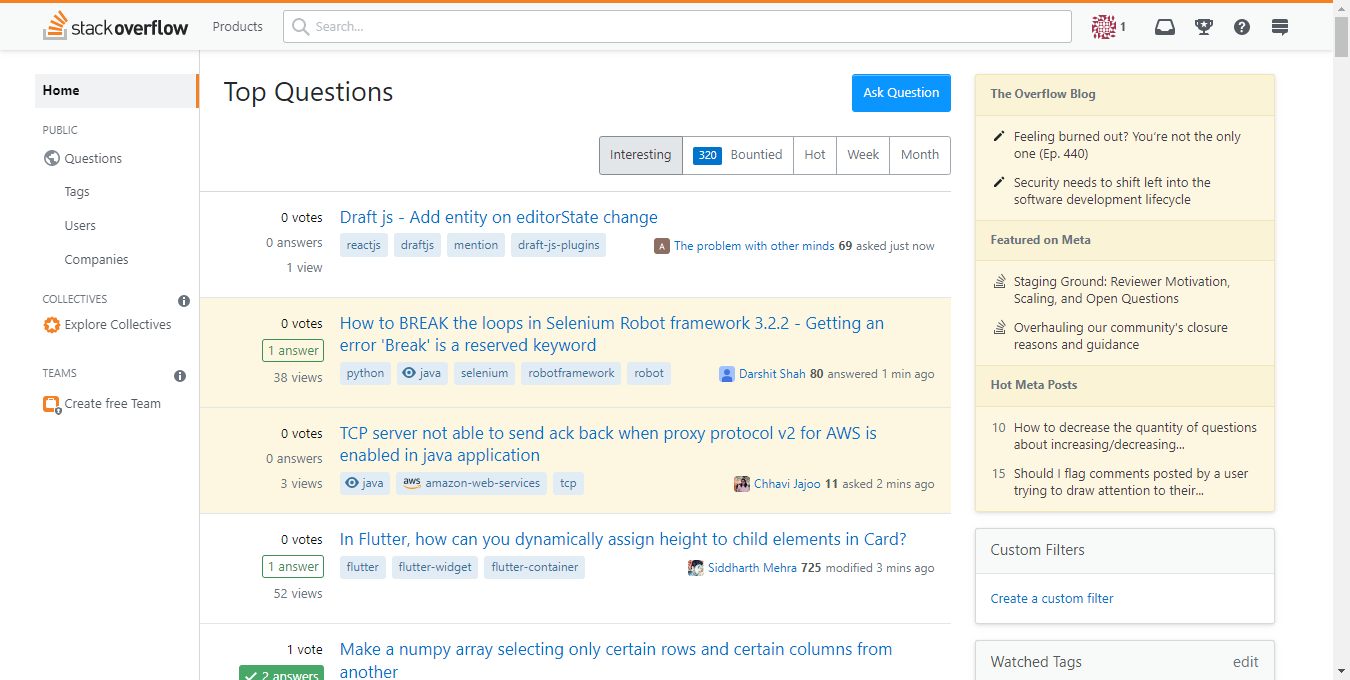 stackoverflow
Products
Search...
1
Home
PUBLIC
Questions
Tags
Users
Companies
COLLECTIVES
Explore Collectives
TEAMS
Create free Team
Top Questions
Ask Question
Interesting
320 Bountied
Hot
Week
Month
0 votes
0 answers
1 view
Draft js - Add entity on editorState change
reactjs draftjs mention draft-js-plugins
A The problem with other minds 69 asked just now
0 votes
1 answer
38 views
How to BREAK the loops in Selenium Robot framework 3.2.2 - Getting an
error 'Break' is a reserved keyword
python java selenium robotframework robot
Darshit Shah 80 answered 1 min ago
0 votes
0 answers
3 views
TCP server not able to send ack back when proxy protocol v2 for AWS is
enabled in java application
java aws amazon-web-services tcp
Chhavi Jajoo 11 asked 2 mins ago
0 votes
1 answer
52 views
In Flutter, how can you dynamically assign height to child elements in Card?
flutter flutter-widget flutter-container
Siddharth Mehra 725 modified 3 mins ago
1 vote
2 answers
Make a numpy array selecting only certain rows and certain columns from
another
The Overflow Blog
Feeling burned out? You’re not the only
one (Ep. 440)
Security needs to shift left into the
software development lifecycle
Featured on Meta
Staging Ground: Reviewer Motivation,
Scaling, and Open Questions
Overhauling our community's closure
reasons and guidance
Hot Meta Posts
10 How to decrease the quantity of questions
about increasing/decreasing...
15 Should I flag comments posted by a user
trying to draw attention to their...
Custom Filters
Create a custom filter
Watched Tags
edit